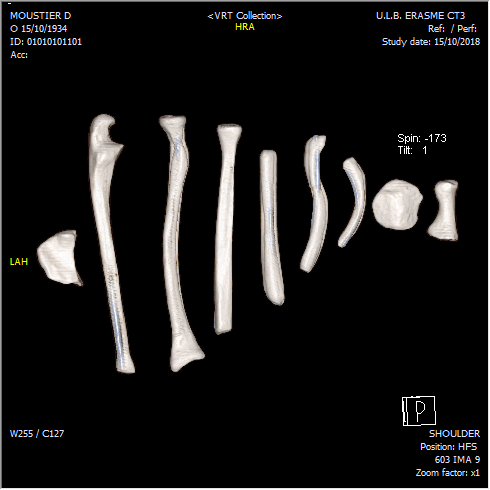 MOUSTIER D
O 15/10/1934
ID: 01010101101
Acc:
<VRT Collection>
HRA
U.L.B. ERASME CT3
Ref: / Perf:
Study date: 15/10/2018
Spin: -173
Tilt: 1
LAH
P
W255 / C127
SHOULDER
Position: HFS
603 IMA 9
Zoom factor: x1